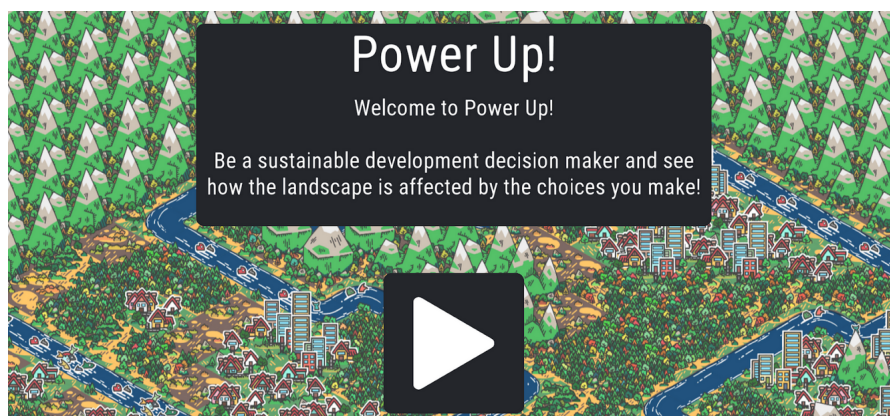 Power Up!
Welcome to Power Up!
Be a sustainable development decision maker and see
how the landscape is affected by the choices you make!